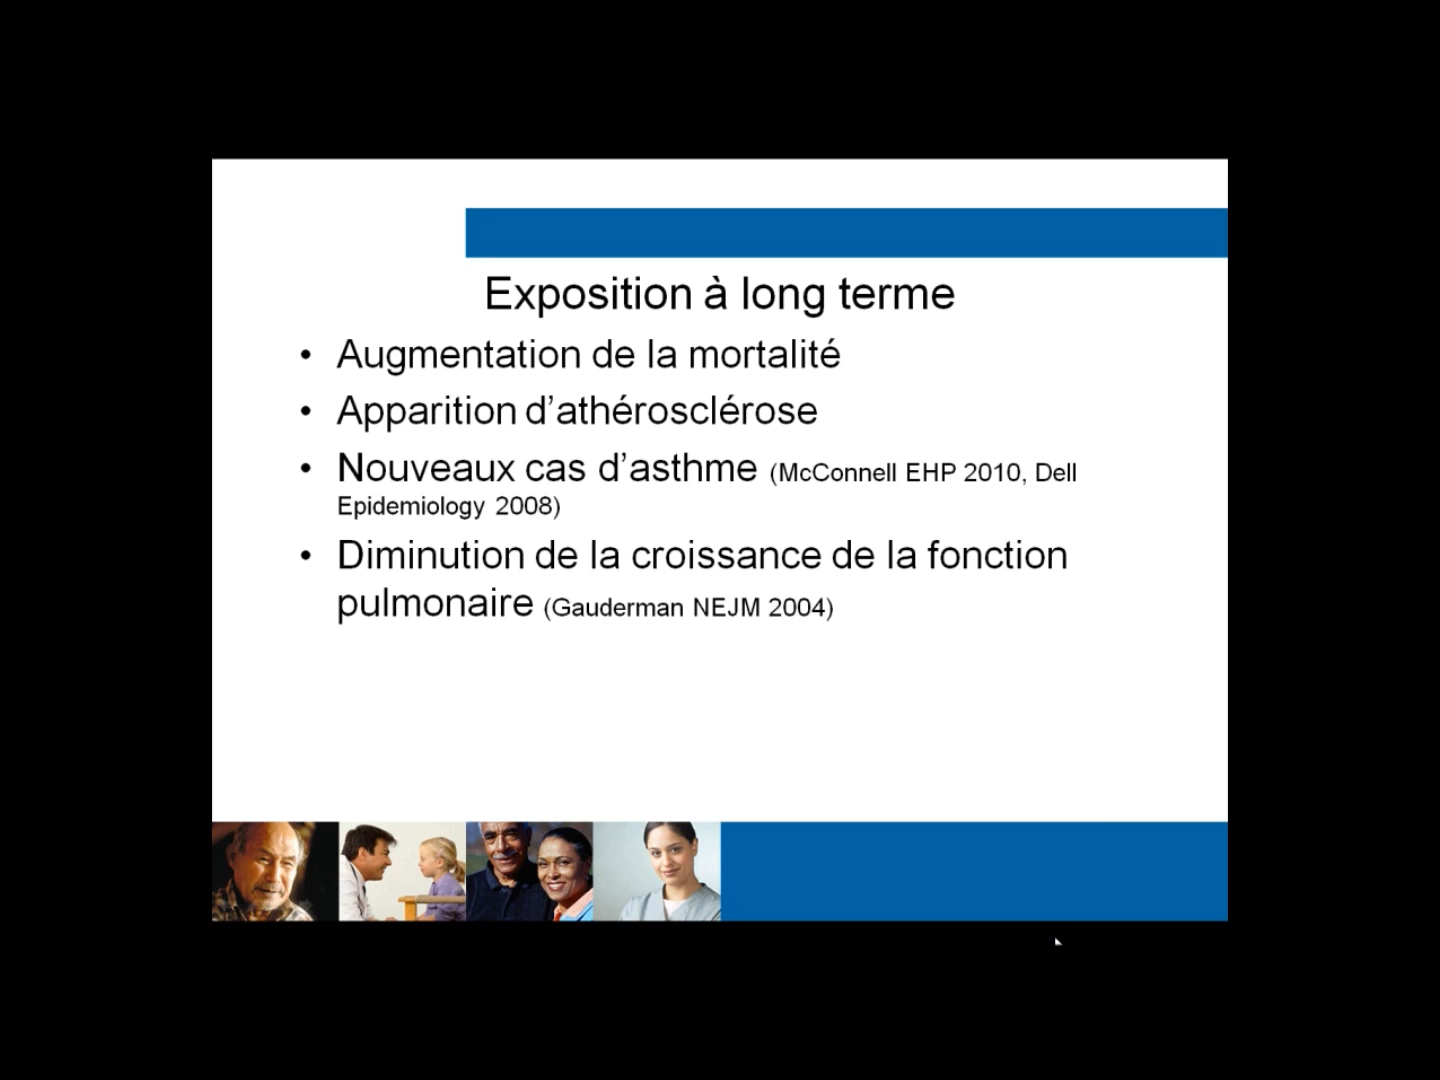 Exposition à long terme
• Augmentation de la mortalité
• Apparition d’athérosclérose
• Nouveaux cas d’asthme (McConnell EHP 2010, Dell
Epidemiology 2008)
• Diminution de la croissance de la fonction
pulmonaire (Gauderman NEJM 2004)